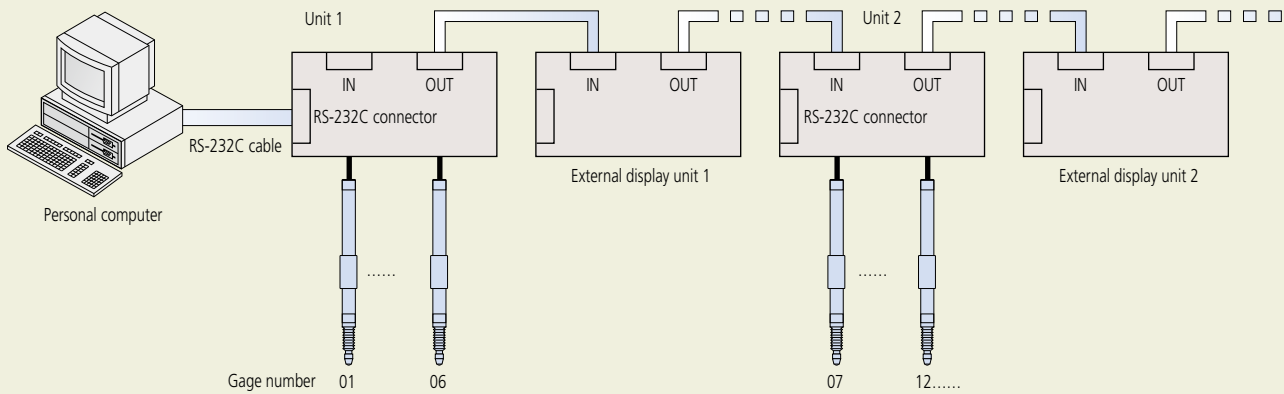 Unit 1
Unit 2
IN
OUT
IN
OUT
IN
OUT
IN
OUT
RS-232C connector
RS-232C connector
RS-232C cable
External display unit 1
External display unit 2
Personal computer
......
......
Gage number 01 06 07 12......